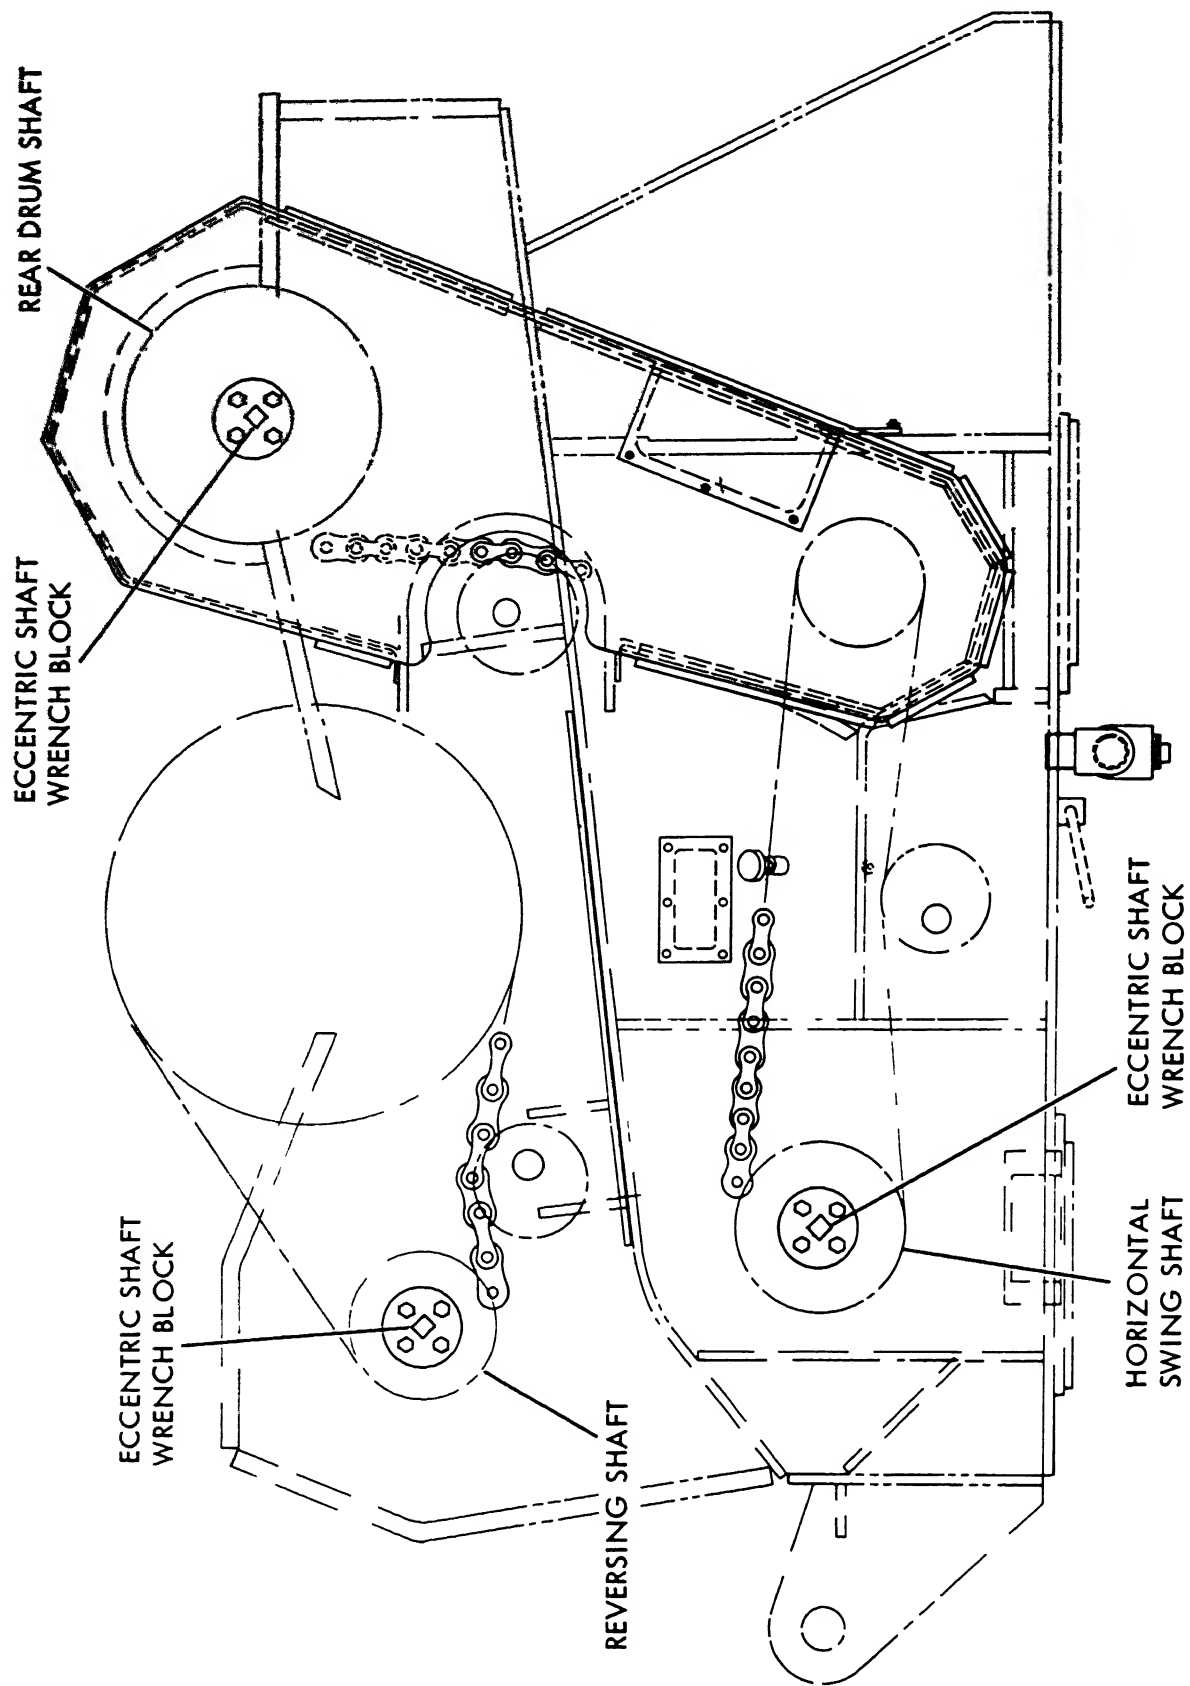 REAR DRUM SHAFT
ECCENTRIC SHAFT
WRENCH BLOCK
ECCENTRIC SHAFT
WRENCH BLOCK
REVERSING SHAFT
ECCENTRIC SHAFT
WRENCH BLOCK
HORIZONTAL
SWING SHAFT